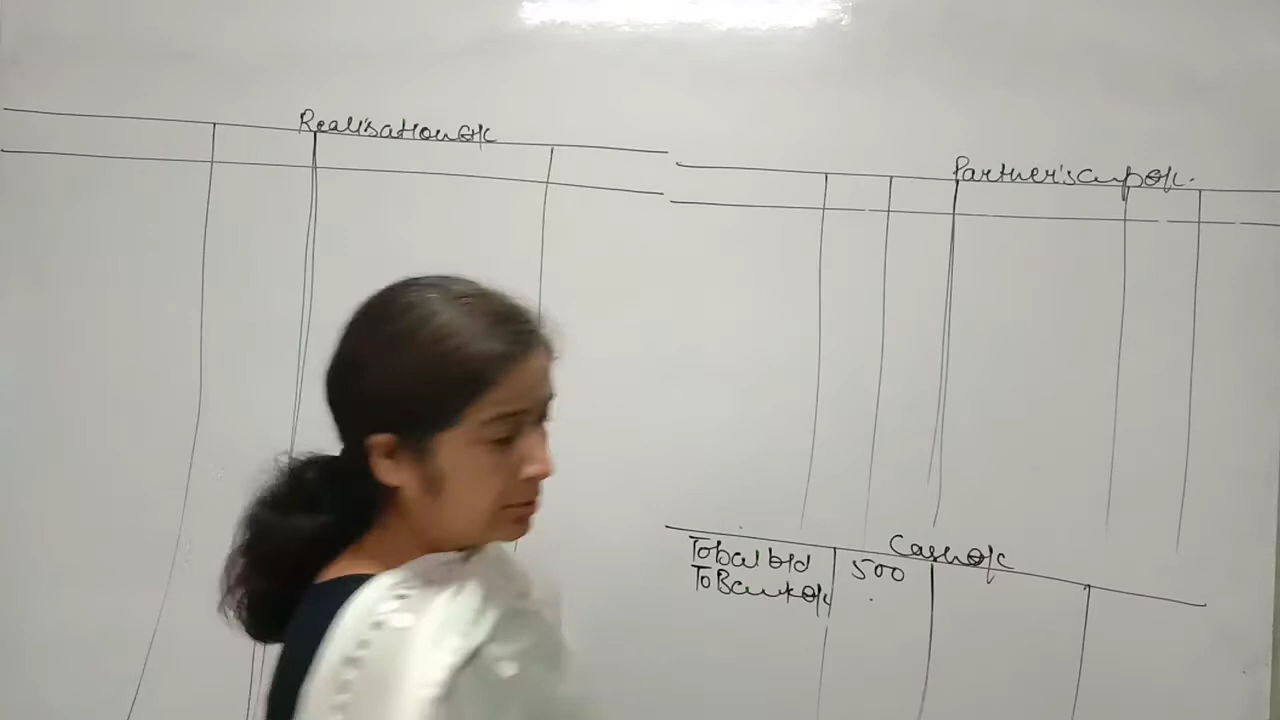 Realisation a/c
Partner's cap a/c.
Cash a/c
To bal b/d 500
To Bank a/c